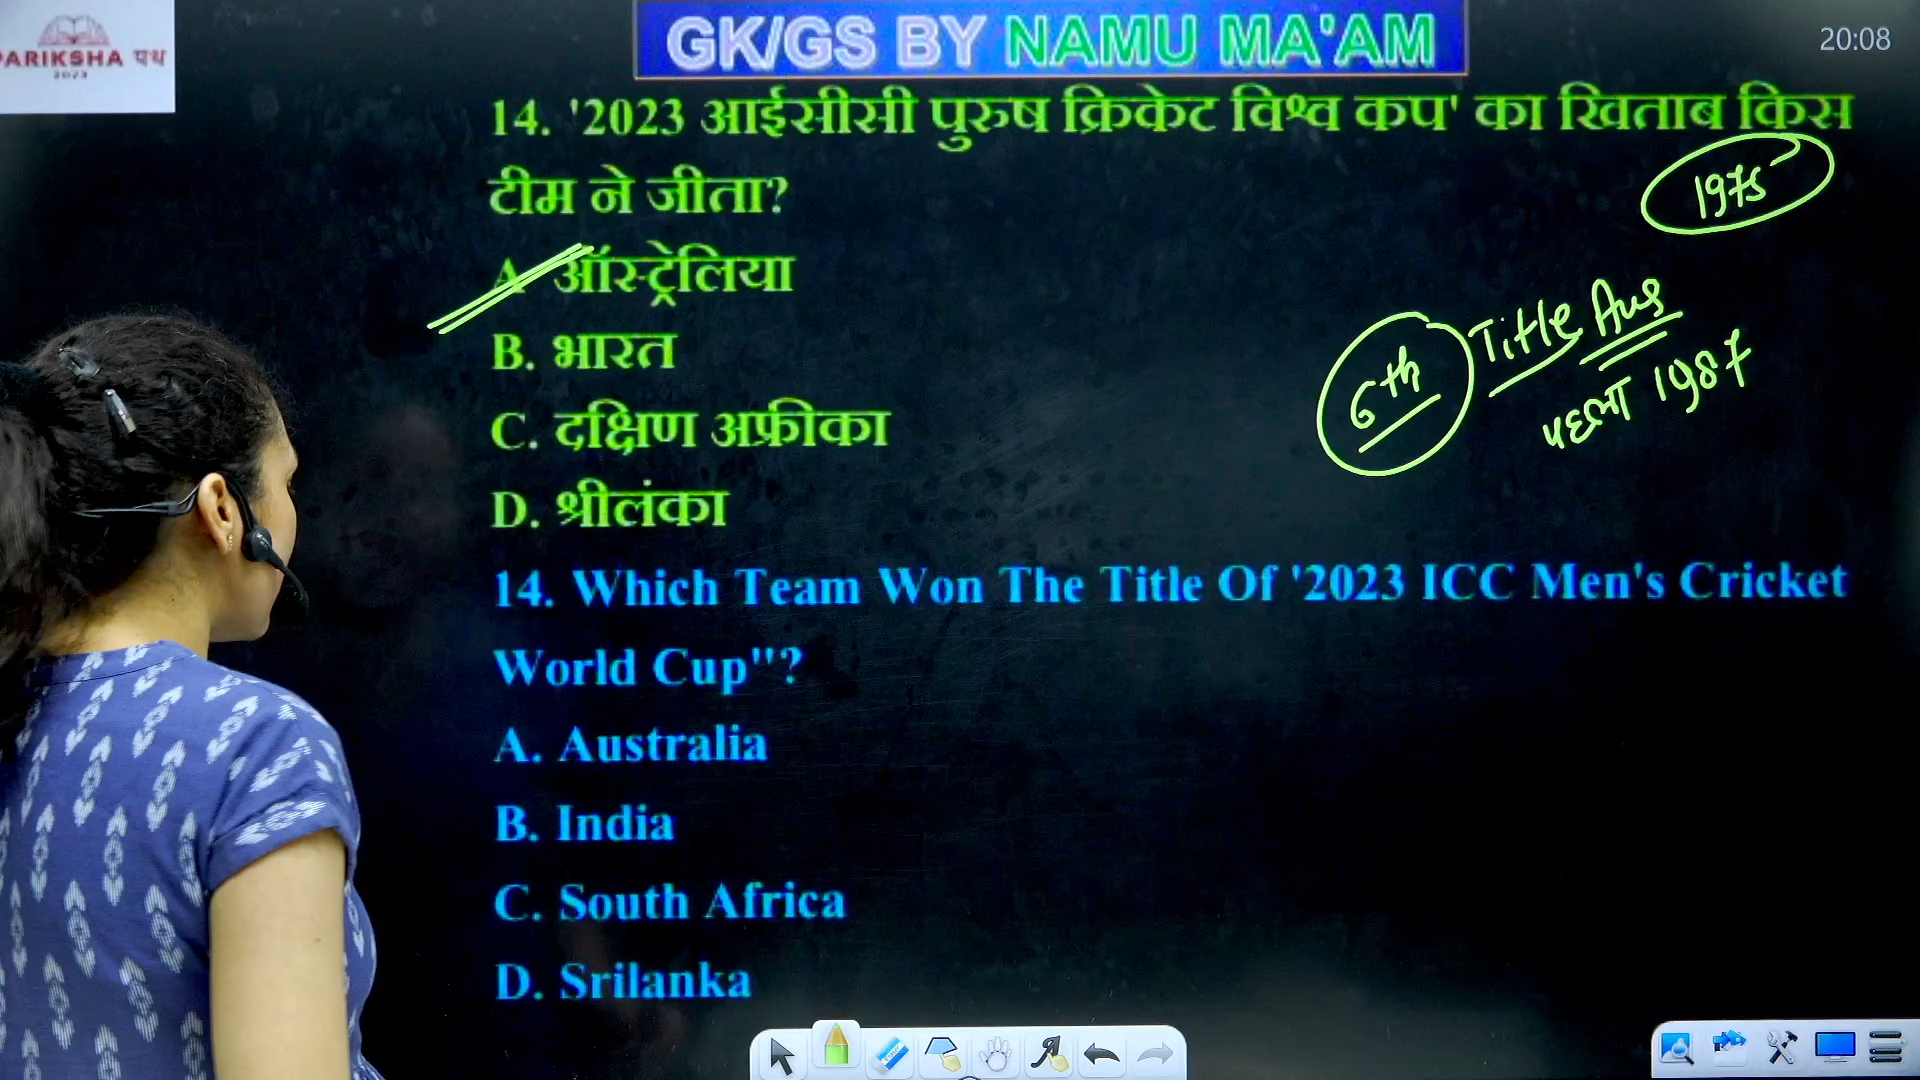 PARIKSHA पथ
2023
GK/GS BY NAMU MA'AM
20:08
14. '2023 आईसीसी पुरुष क्रिकेट विश्व कप' का खिताब किस
टीम ने जीता?
1975
A ऑस्ट्रेलिया
B. भारत
C. दक्षिण अफ्रीका
D. श्रीलंका
6th Title Aus
पहला 1987
14. Which Team Won The Title Of '2023 ICC Men's Cricket
World Cup"?
A. Australia
B. India
C. South Africa
D. Srilanka